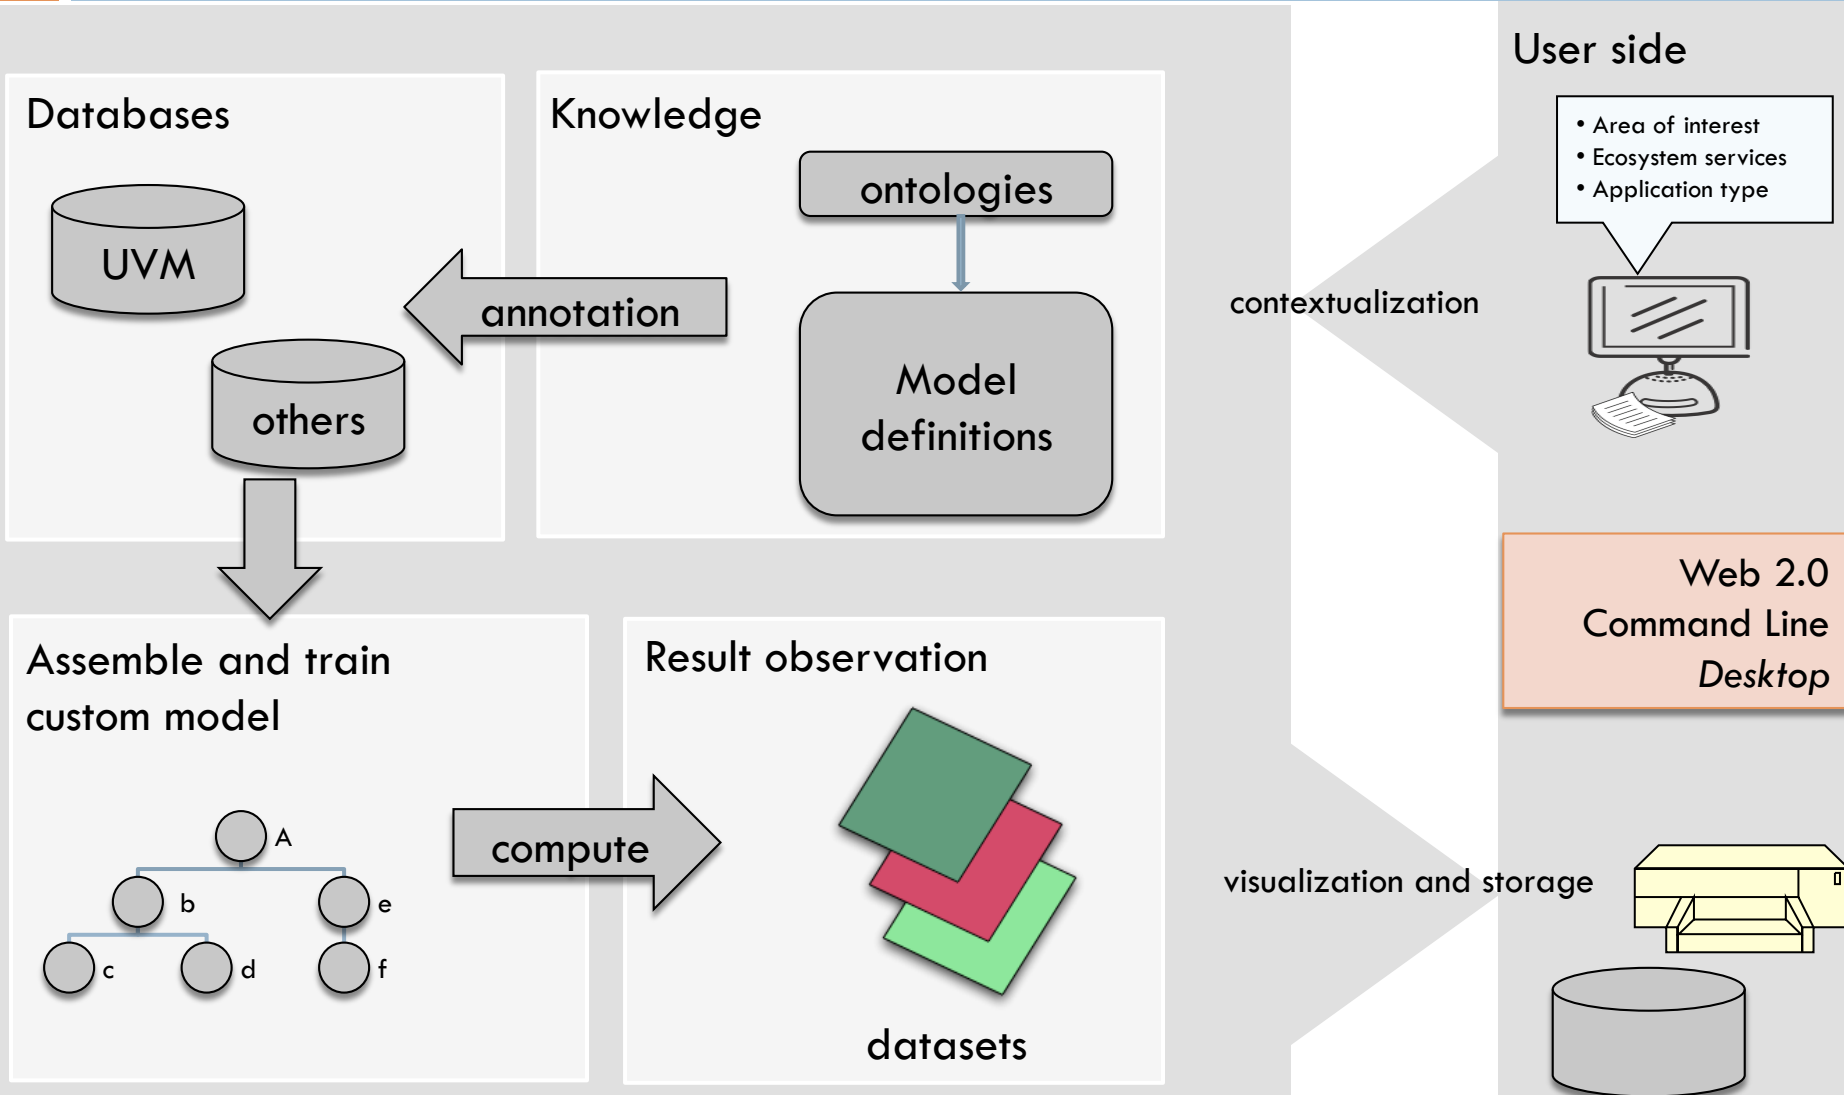 User side
Databases
Knowledge
• Area of interest
• Ecosystem services
• Application type
ontologies
UVM
annotation
contextualization
Model
definitions
others
Web 2.0
Command Line
Desktop
Assemble and train
custom model
Result observation
A
compute
b
e
visualization and storage
c
d
f
datasets